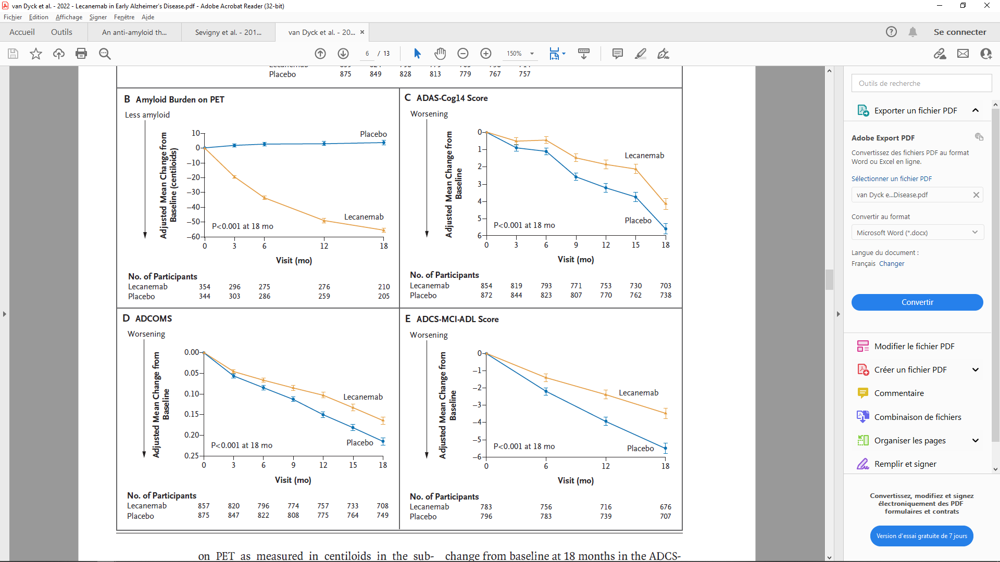 van Dyck et al. - 2022 - Lecanemab in Early Alzheimer's Disease.pdf - Adobe Acrobat Reader (32-bit)
Fichier Edition Affichage Signer Fenêtre Aide
Accueil Outils An anti-amyloid th... Sevigny et al. - 201... van Dyck et al. - 20... ×
6 / 13 150%
Se connecter
Placebo 875 849 828 813 779 767 757
B Amyloid Burden on PET
Less amyloid
Adjusted Mean Change from
Baseline (centiloids)
10
0
−10
−20
−30
−40
−50
−60
Placebo
Lecanemab
P<0.001 at 18 mo
0 3 6 12 18
Visit (mo)
No. of Participants
Lecanemab 354 296 275 276 210
Placebo 344 303 286 259 205
C ADAS-Cog14 Score
Worsening
Adjusted Mean Change from
Baseline
0
1
2
3
4
5
6
Lecanemab
Placebo
P<0.001 at 18 mo
0 3 6 9 12 15 18
Visit (mo)
No. of Participants
Lecanemab 854 819 793 771 753 730 703
Placebo 872 844 823 807 770 762 738
D ADCOMS
Worsening
Adjusted Mean Change from
Baseline
0.00
0.05
0.10
0.15
0.20
0.25
Lecanemab
Placebo
P<0.001 at 18 mo
0 3 6 9 12 15 18
Visit (mo)
No. of Participants
Lecanemab 857 820 796 774 757 733 708
Placebo 875 847 822 808 775 764 749
E ADCS-MCI-ADL Score
Worsening
Adjusted Mean Change from
Baseline
0
−1
−2
−3
−4
−5
−6
Lecanemab
Placebo
P<0.001 at 18 mo
0 6 12 18
Visit (mo)
No. of Participants
Lecanemab 783 756 716 676
Placebo 796 783 739 707
on PET as measured in centiloids in the sub-
change from baseline at 18 months in the ADCS-
Outils de recherche
Exporter un fichier PDF
Adobe Export PDF
Convertissez des fichiers PDF au format
Word ou Excel en ligne.
Sélectionner un fichier PDF
van Dyck e...Disease.pdf
Convertir au format
Microsoft Word (*.docx)
Langue du document :
Français Changer
Convertir
Modifier le fichier PDF
Créer un fichier PDF
Commentaire
Combinaison de fichiers
Organiser les pages
Remplir et signer
Convertissez, modifiez et signez
électroniquement des PDF
formulaires et contrats
Version d'essai gratuite de 7 jours